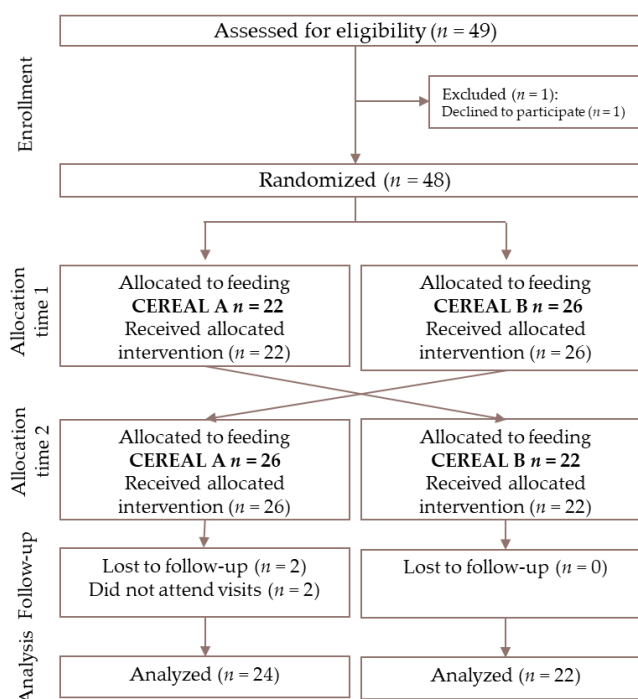 Enrollment
Assessed for eligibility (n = 49)
Excluded (n = 1):
Declined to participate (n = 1)
Randomized (n = 48)
Allocation
time 1
Allocated to feeding
CEREAL A n = 22
Received allocated
intervention (n = 22)
Allocated to feeding
CEREAL B n = 26
Received allocated
intervention (n = 26)
Allocation
time 2
Allocated to feeding
CEREAL A n = 26
Received allocated
intervention (n = 26)
Allocated to feeding
CEREAL B n = 22
Received allocated
intervention (n = 22)
Follow-up
Lost to follow-up (n = 2)
Did not attend visits (n = 2)
Lost to follow-up (n = 0)
Analysis
Analyzed (n = 24)
Analyzed (n = 22)